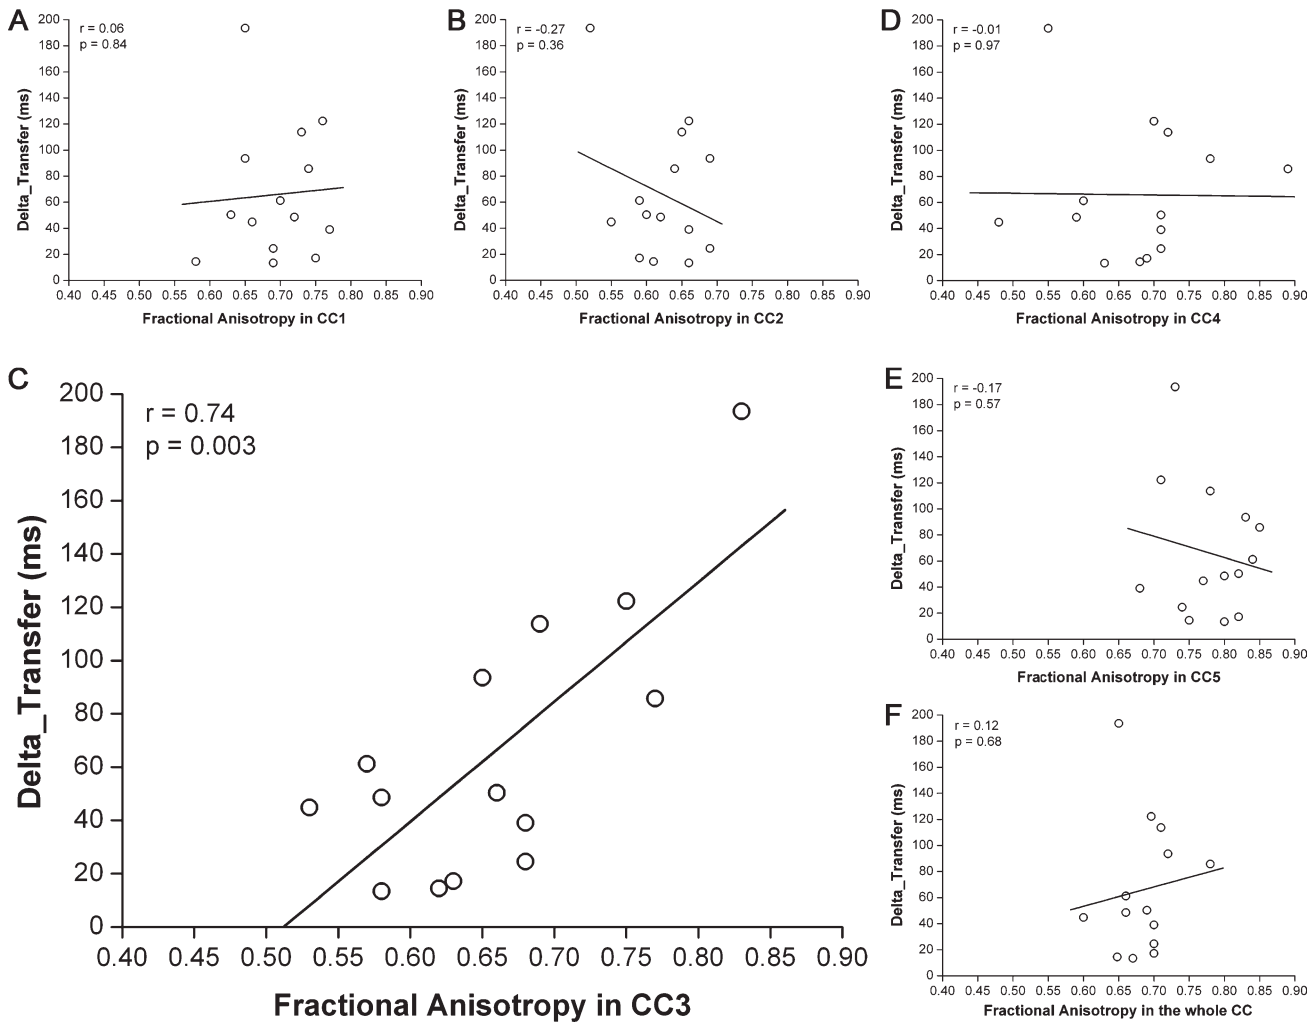 A
r = 0.06
p = 0.84
Delta_Transfer (ms)
200
180
160
140
120
100
80
60
40
20
0
0.40 0.45 0.50 0.55 0.60 0.65 0.70 0.75 0.80 0.85 0.90
Fractional Anisotropy in CC1
B
r = -0.27
p = 0.36
Delta_Transfer (ms)
200
180
160
140
120
100
80
60
40
20
0
0.40 0.45 0.50 0.55 0.60 0.65 0.70 0.75 0.80 0.85 0.90
Fractional Anisotropy in CC2
D
r = -0.01
p = 0.97
Delta_Transfer (ms)
200
180
160
140
120
100
80
60
40
20
0
0.40 0.45 0.50 0.55 0.60 0.65 0.70 0.75 0.80 0.85 0.90
Fractional Anisotropy in CC4
C
r = 0.74
p = 0.003
Delta_Transfer (ms)
200
180
160
140
120
100
80
60
40
20
0
0.40 0.45 0.50 0.55 0.60 0.65 0.70 0.75 0.80 0.85 0.90
Fractional Anisotropy in CC3
E
r = -0.17
p = 0.57
Delta_Transfer (ms)
200
180
160
140
120
100
80
60
40
20
0
0.40 0.45 0.50 0.55 0.60 0.65 0.70 0.75 0.80 0.85 0.90
Fractional Anisotropy in CC5
F
r = 0.12
p = 0.68
Delta_Transfer (ms)
200
180
160
140
120
100
80
60
40
20
0
0.40 0.45 0.50 0.55 0.60 0.65 0.70 0.75 0.80 0.85 0.90
Fractional Anisotropy in the whole CC